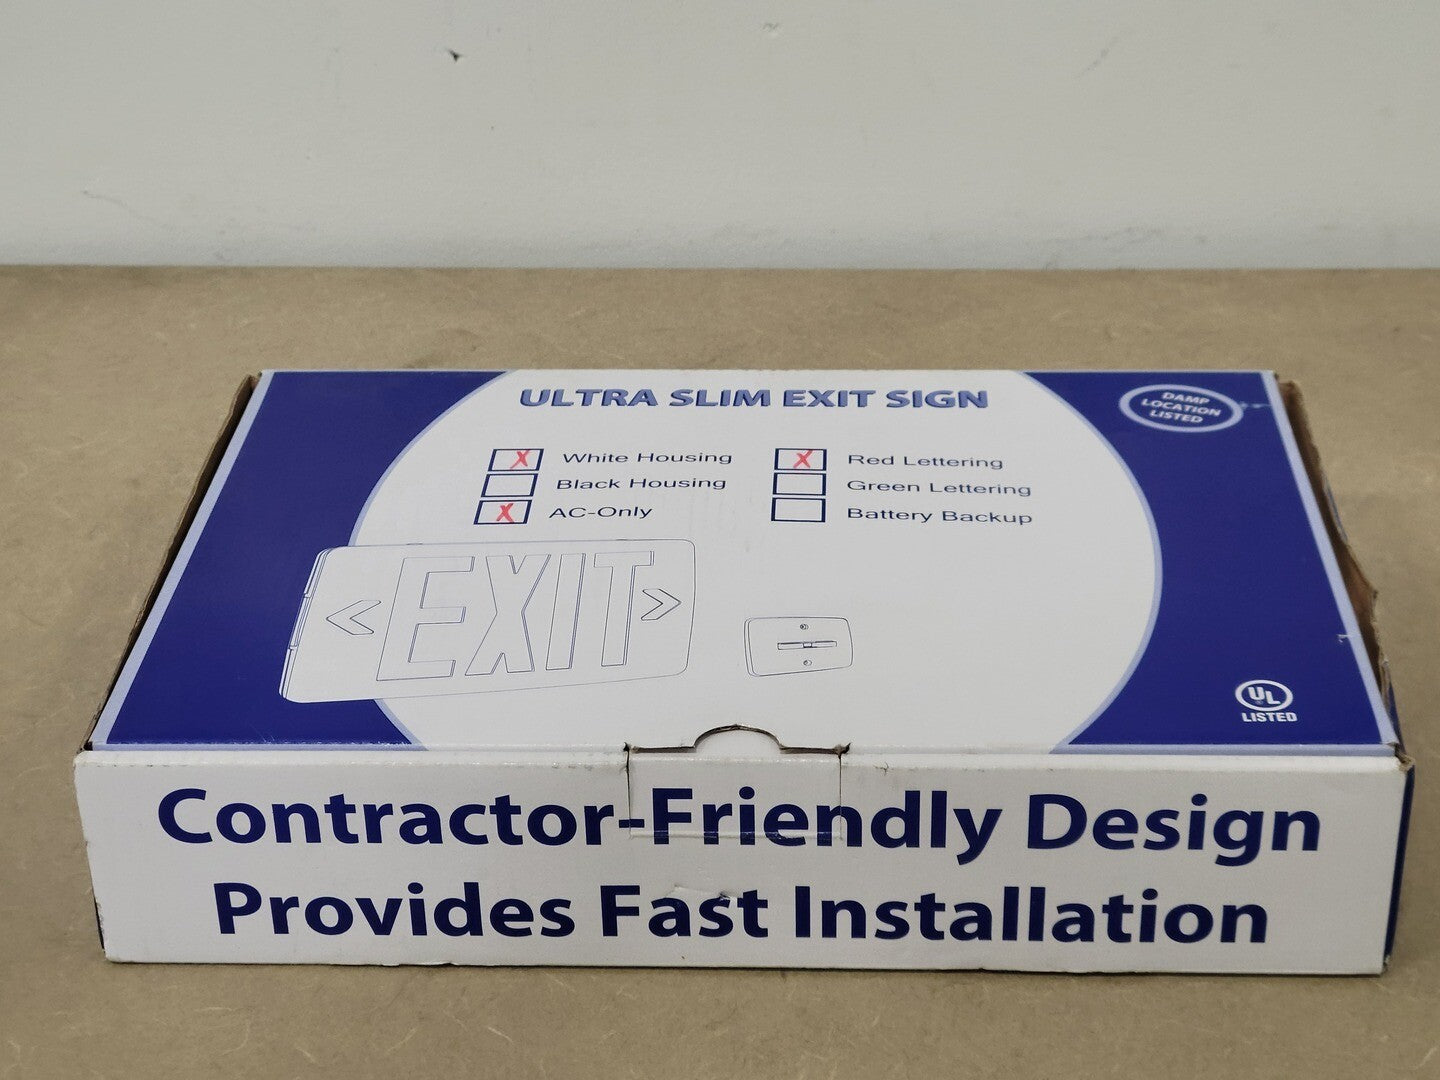 ULTRA SLIM EXIT SIGN
DAMP
LOCATION
LISTED
X White Housing
Black Housing
X AC-Only
X Red Lettering
Green Lettering
Battery Backup
EXIT
UL
LISTED
Contractor-Friendly Design
Provides Fast Installation